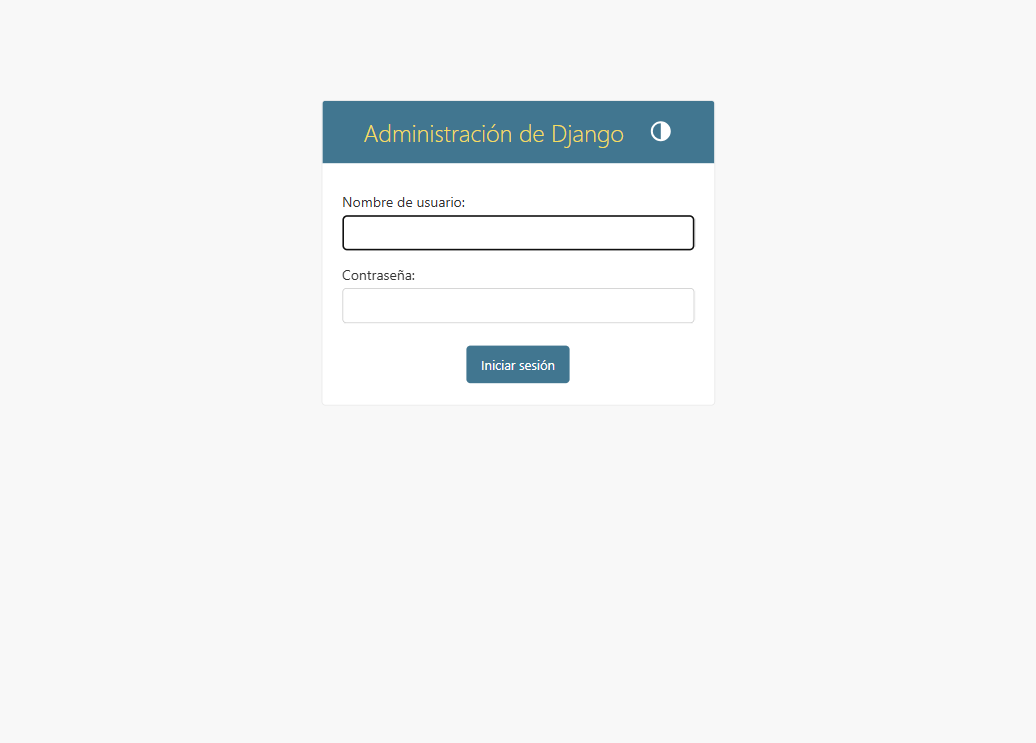 Administración de Django
Nombre de usuario:
Contraseña:
Iniciar sesión